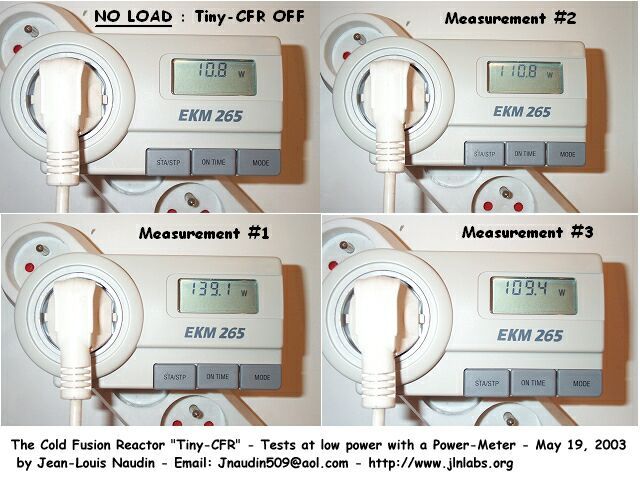 NO LOAD : Tiny-CFR OFF
10.8 W
EKM 265
STA/STP ON TIME MODE
Measurement #2
110.8 W
EKM 265
STA/STP ON TIME MODE
Measurement #1
139.1 W
EKM 265
STA/STP ON TIME MODE
Measurement #3
109.4 W
EKM 265
STA/STP ON TIME MODE
The Cold Fusion Reactor "Tiny-CFR" - Tests at low power with a Power-Meter - May 19, 2003
by Jean-Louis Naudin - Email: Jnaudin509@aol.com - http://www.jlnlabs.org